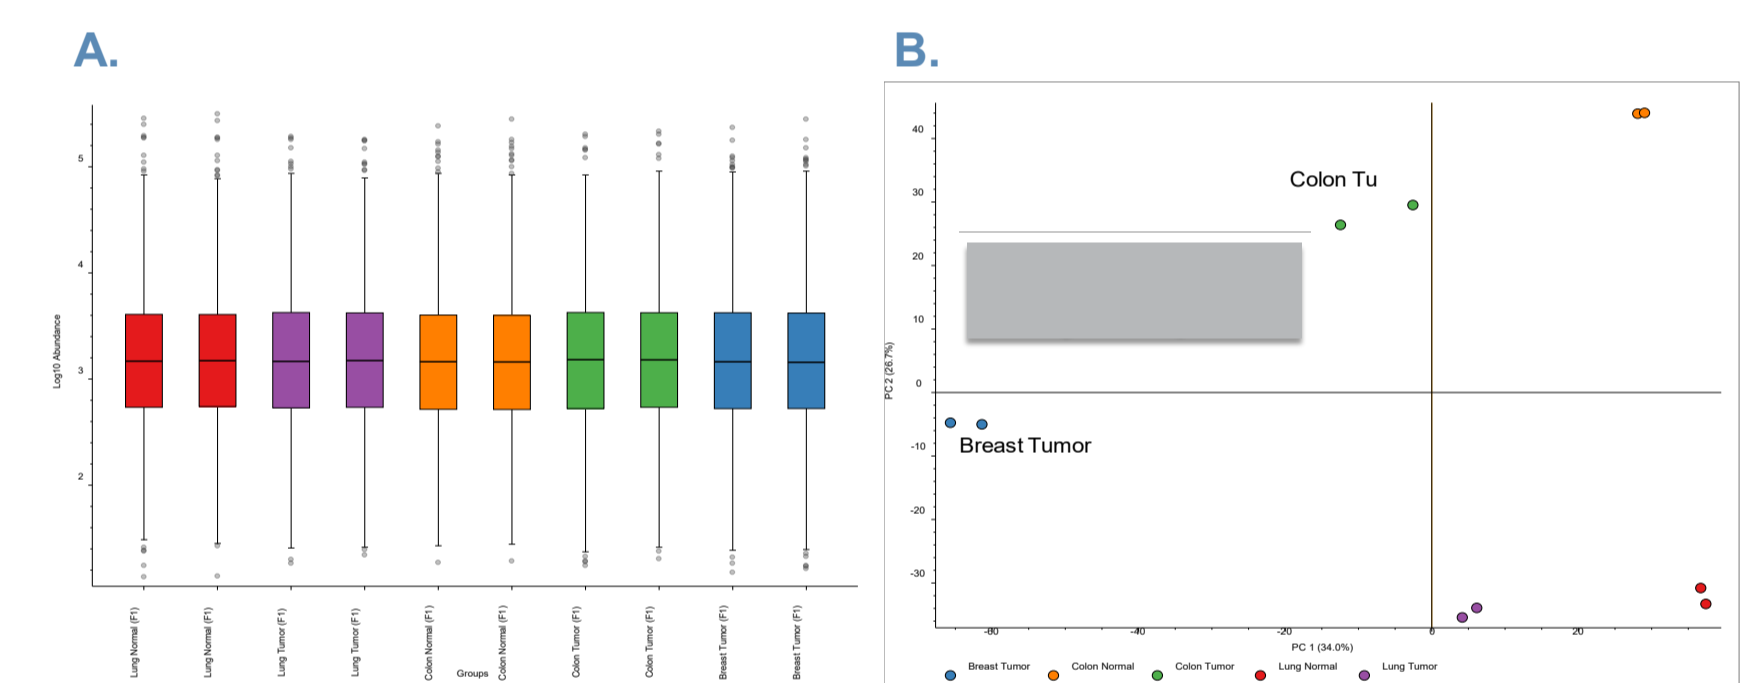 A.
B.
5
4
3
2
Log10 Abundance
Lung Normal (F1)
Lung Normal (F1)
Lung Tumor (F1)
Lung Tumor (F1)
Colon Normal (F1)
Colon Normal (F1)
Colon Tumor (F1)
Colon Tumor (F1)
Breast Tumor (F1)
Breast Tumor (F1)
Groups
40
30
20
10
0
-10
-20
-30
PC 2 (26.7%)
Colon Tu
Breast Tumor
-60
-40
-20
0
20
PC 1 (34.0%)
Breast Tumor
Colon Normal
Colon Tumor
Lung Normal
Lung Tumor